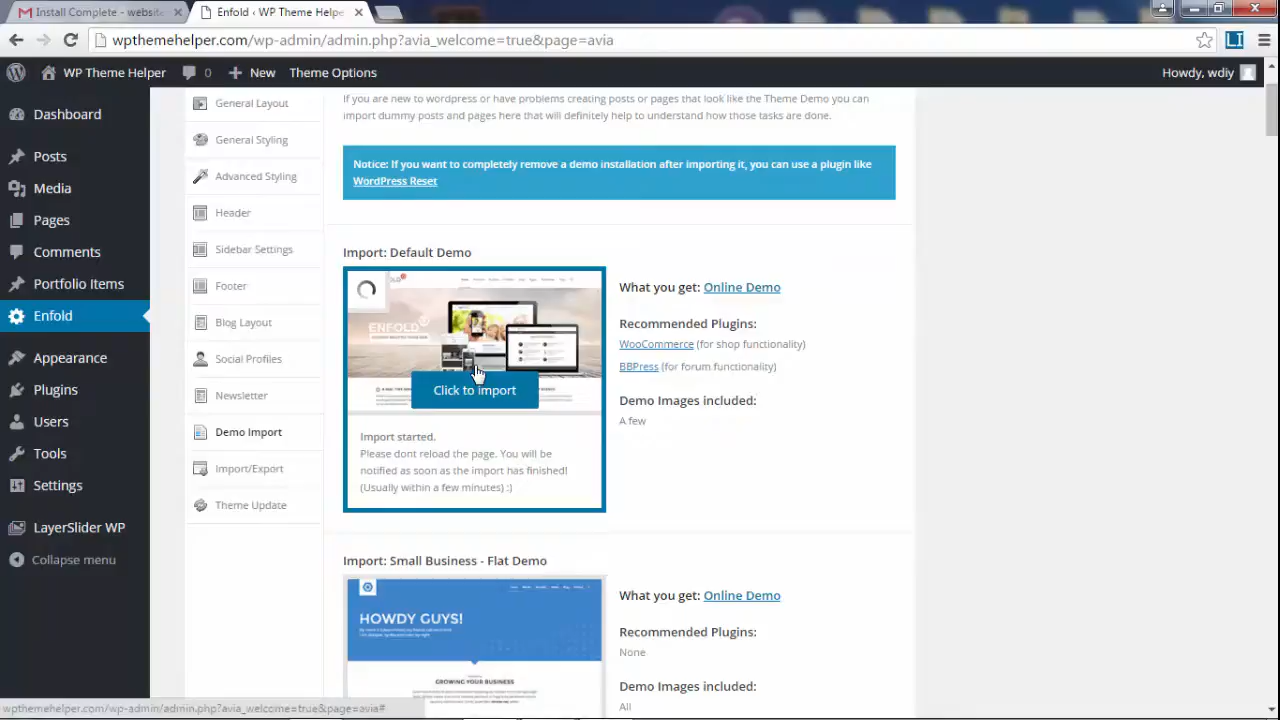 Install Complete - website
Enfold ‹ WP Theme Helpe
wpthemehelper.com/wp-admin/admin.php?avia_welcome=true&page=avia
WP Theme Helper
0
New
Theme Options
Howdy, wdiy
Dashboard
Posts
Media
Pages
Comments
Portfolio Items
Enfold
Appearance
Plugins
Users
Tools
Settings
LayerSlider WP
Collapse menu
General Layout
General Styling
Advanced Styling
Header
Sidebar Settings
Footer
Blog Layout
Social Profiles
Newsletter
Demo Import
Import/Export
Theme Update
If you are new to wordpress or have problems creating posts or pages that look like the Theme Demo you can
import dummy posts and pages here that will definitely help to understand how those tasks are done.
Notice: If you want to completely remove a demo installation after importing it, you can use a plugin like
WordPress Reset
Import: Default Demo
ENFOLD
Click to import
Import started.
Please dont reload the page. You will be
notified as soon as the import has finished!
(Usually within a few minutes) :)
What you get: Online Demo
Recommended Plugins:
WooCommerce (for shop functionality)
BBPress (for forum functionality)
Demo Images included:
A few
Import: Small Business - Flat Demo
HOWDY GUYS!
GROWING YOUR BUSINESS
What you get: Online Demo
Recommended Plugins:
None
Demo Images included:
All
wpthemehelper.com/wp-admin/admin.php?avia_welcome=true&page=avia#